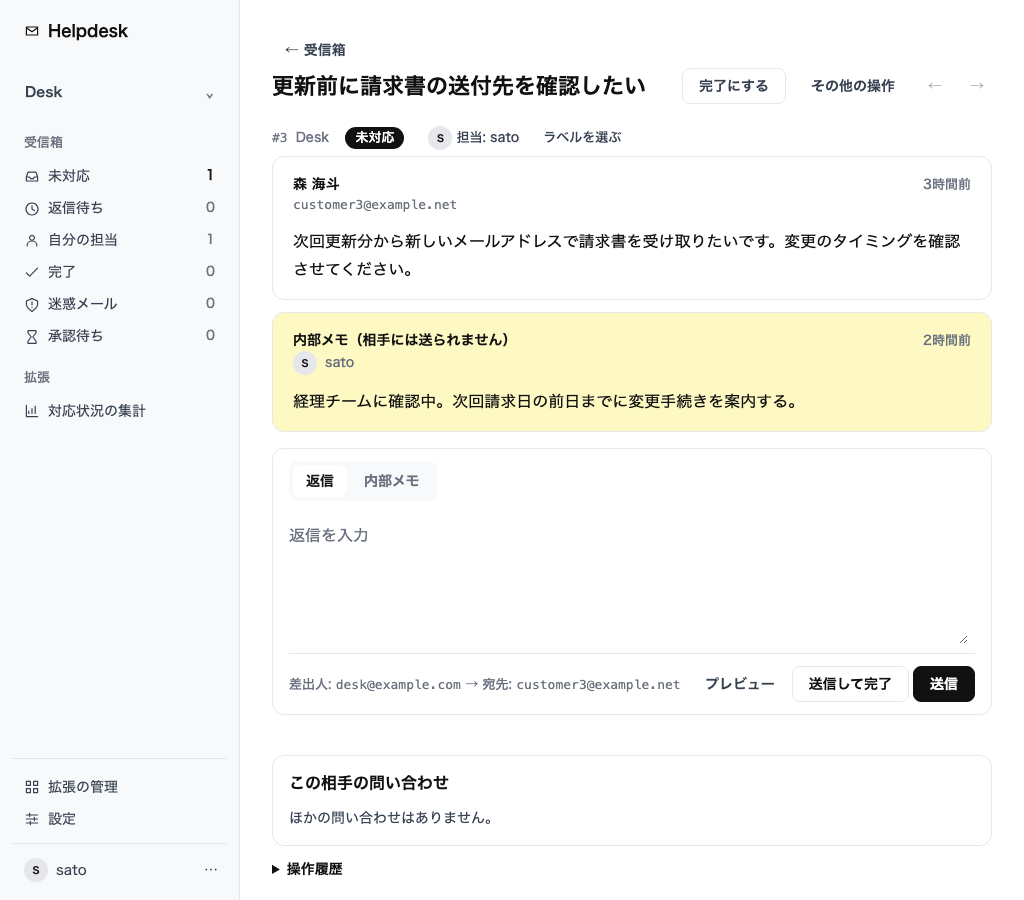 Helpdesk
Desk
受信箱
未対応 1
返信待ち 0
自分の担当 1
完了 0
迷惑メール 0
承認待ち 0
拡張
対応状況の集計
拡張の管理
設定
S sato ...
← 受信箱
更新前に請求書の送付先を確認したい 完了にする その他の操作 ← →
#3 Desk 未対応 S 担当: sato ラベルを選ぶ
森 海斗 3時間前
customer3@example.net
次回更新分から新しいメールアドレスで請求書を受け取りたいです。変更のタイミングを確認
させてください。
内部メモ（相手には送られません） 2時間前
S sato
経理チームに確認中。次回請求日の前日までに変更手続きを案内する。
返信 内部メモ
返信を入力
差出人: desk@example.com → 宛先: customer3@example.net プレビュー 送信して完了 送信
この相手の問い合わせ
ほかの問い合わせはありません。
▶ 操作履歴